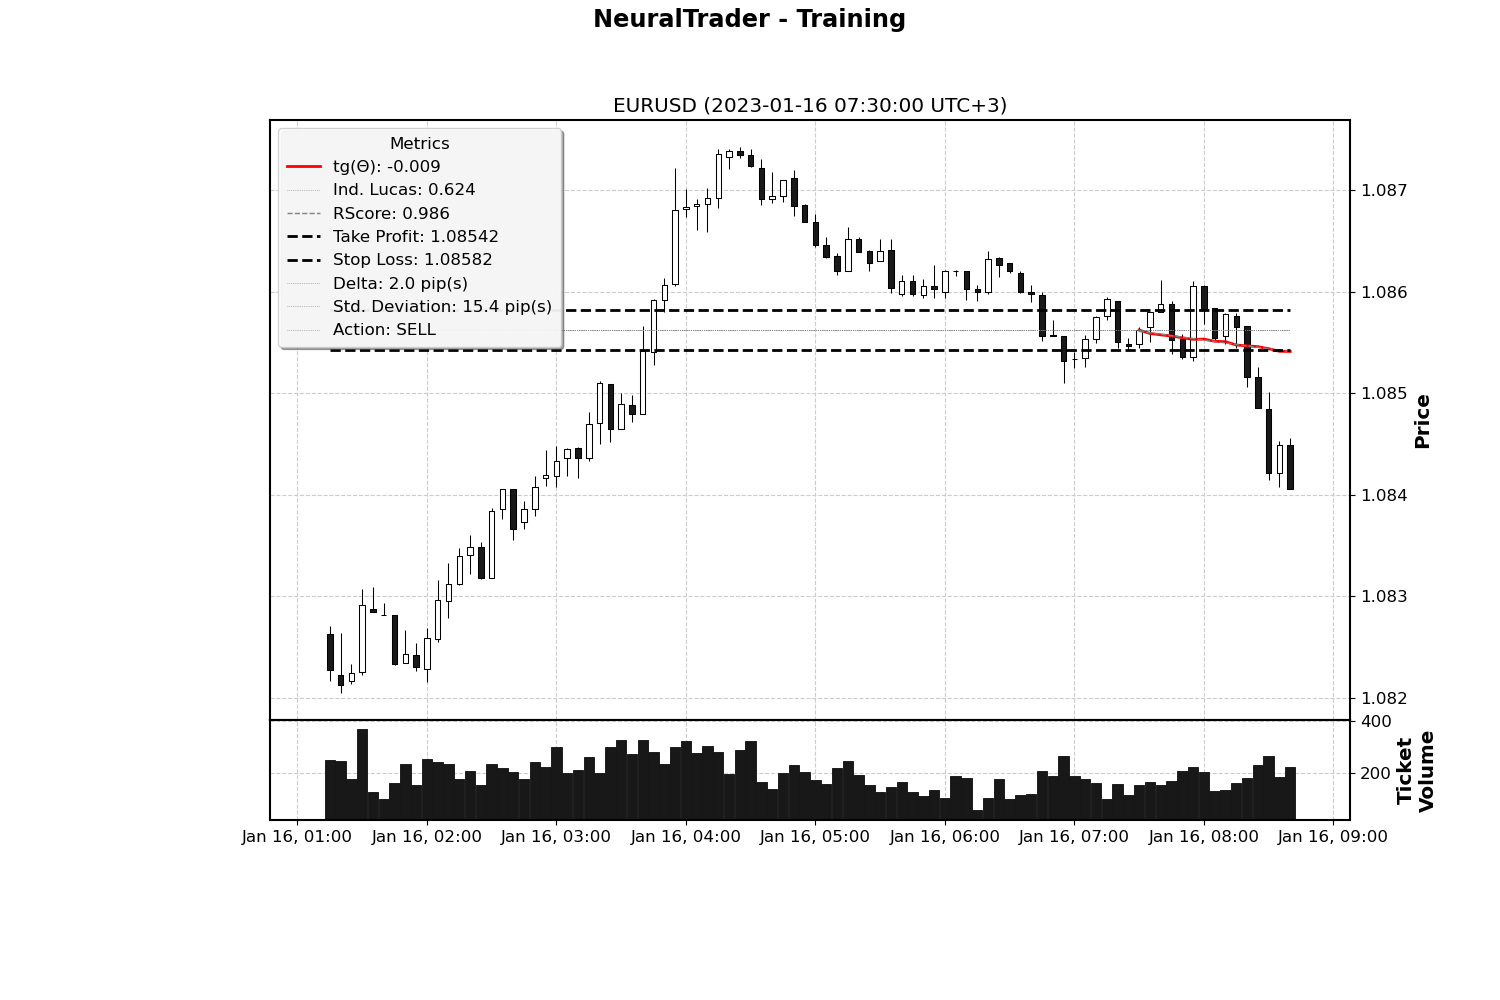 NeuralTrader - Training
EURUSD (2023-01-16 07:30:00 UTC+3)
Metrics
tg(Θ): -0.009
Ind. Lucas: 0.624
RScore: 0.986
Take Profit: 1.08542
Stop Loss: 1.08582
Delta: 2.0 pip(s)
Std. Deviation: 15.4 pip(s)
Action: SELL
1.087
1.086
1.085
1.084
1.083
1.082
Price
400
200
Ticket
Volume
Jan 16, 01:00
Jan 16, 02:00
Jan 16, 03:00
Jan 16, 04:00
Jan 16, 05:00
Jan 16, 06:00
Jan 16, 07:00
Jan 16, 08:00
Jan 16, 09:00